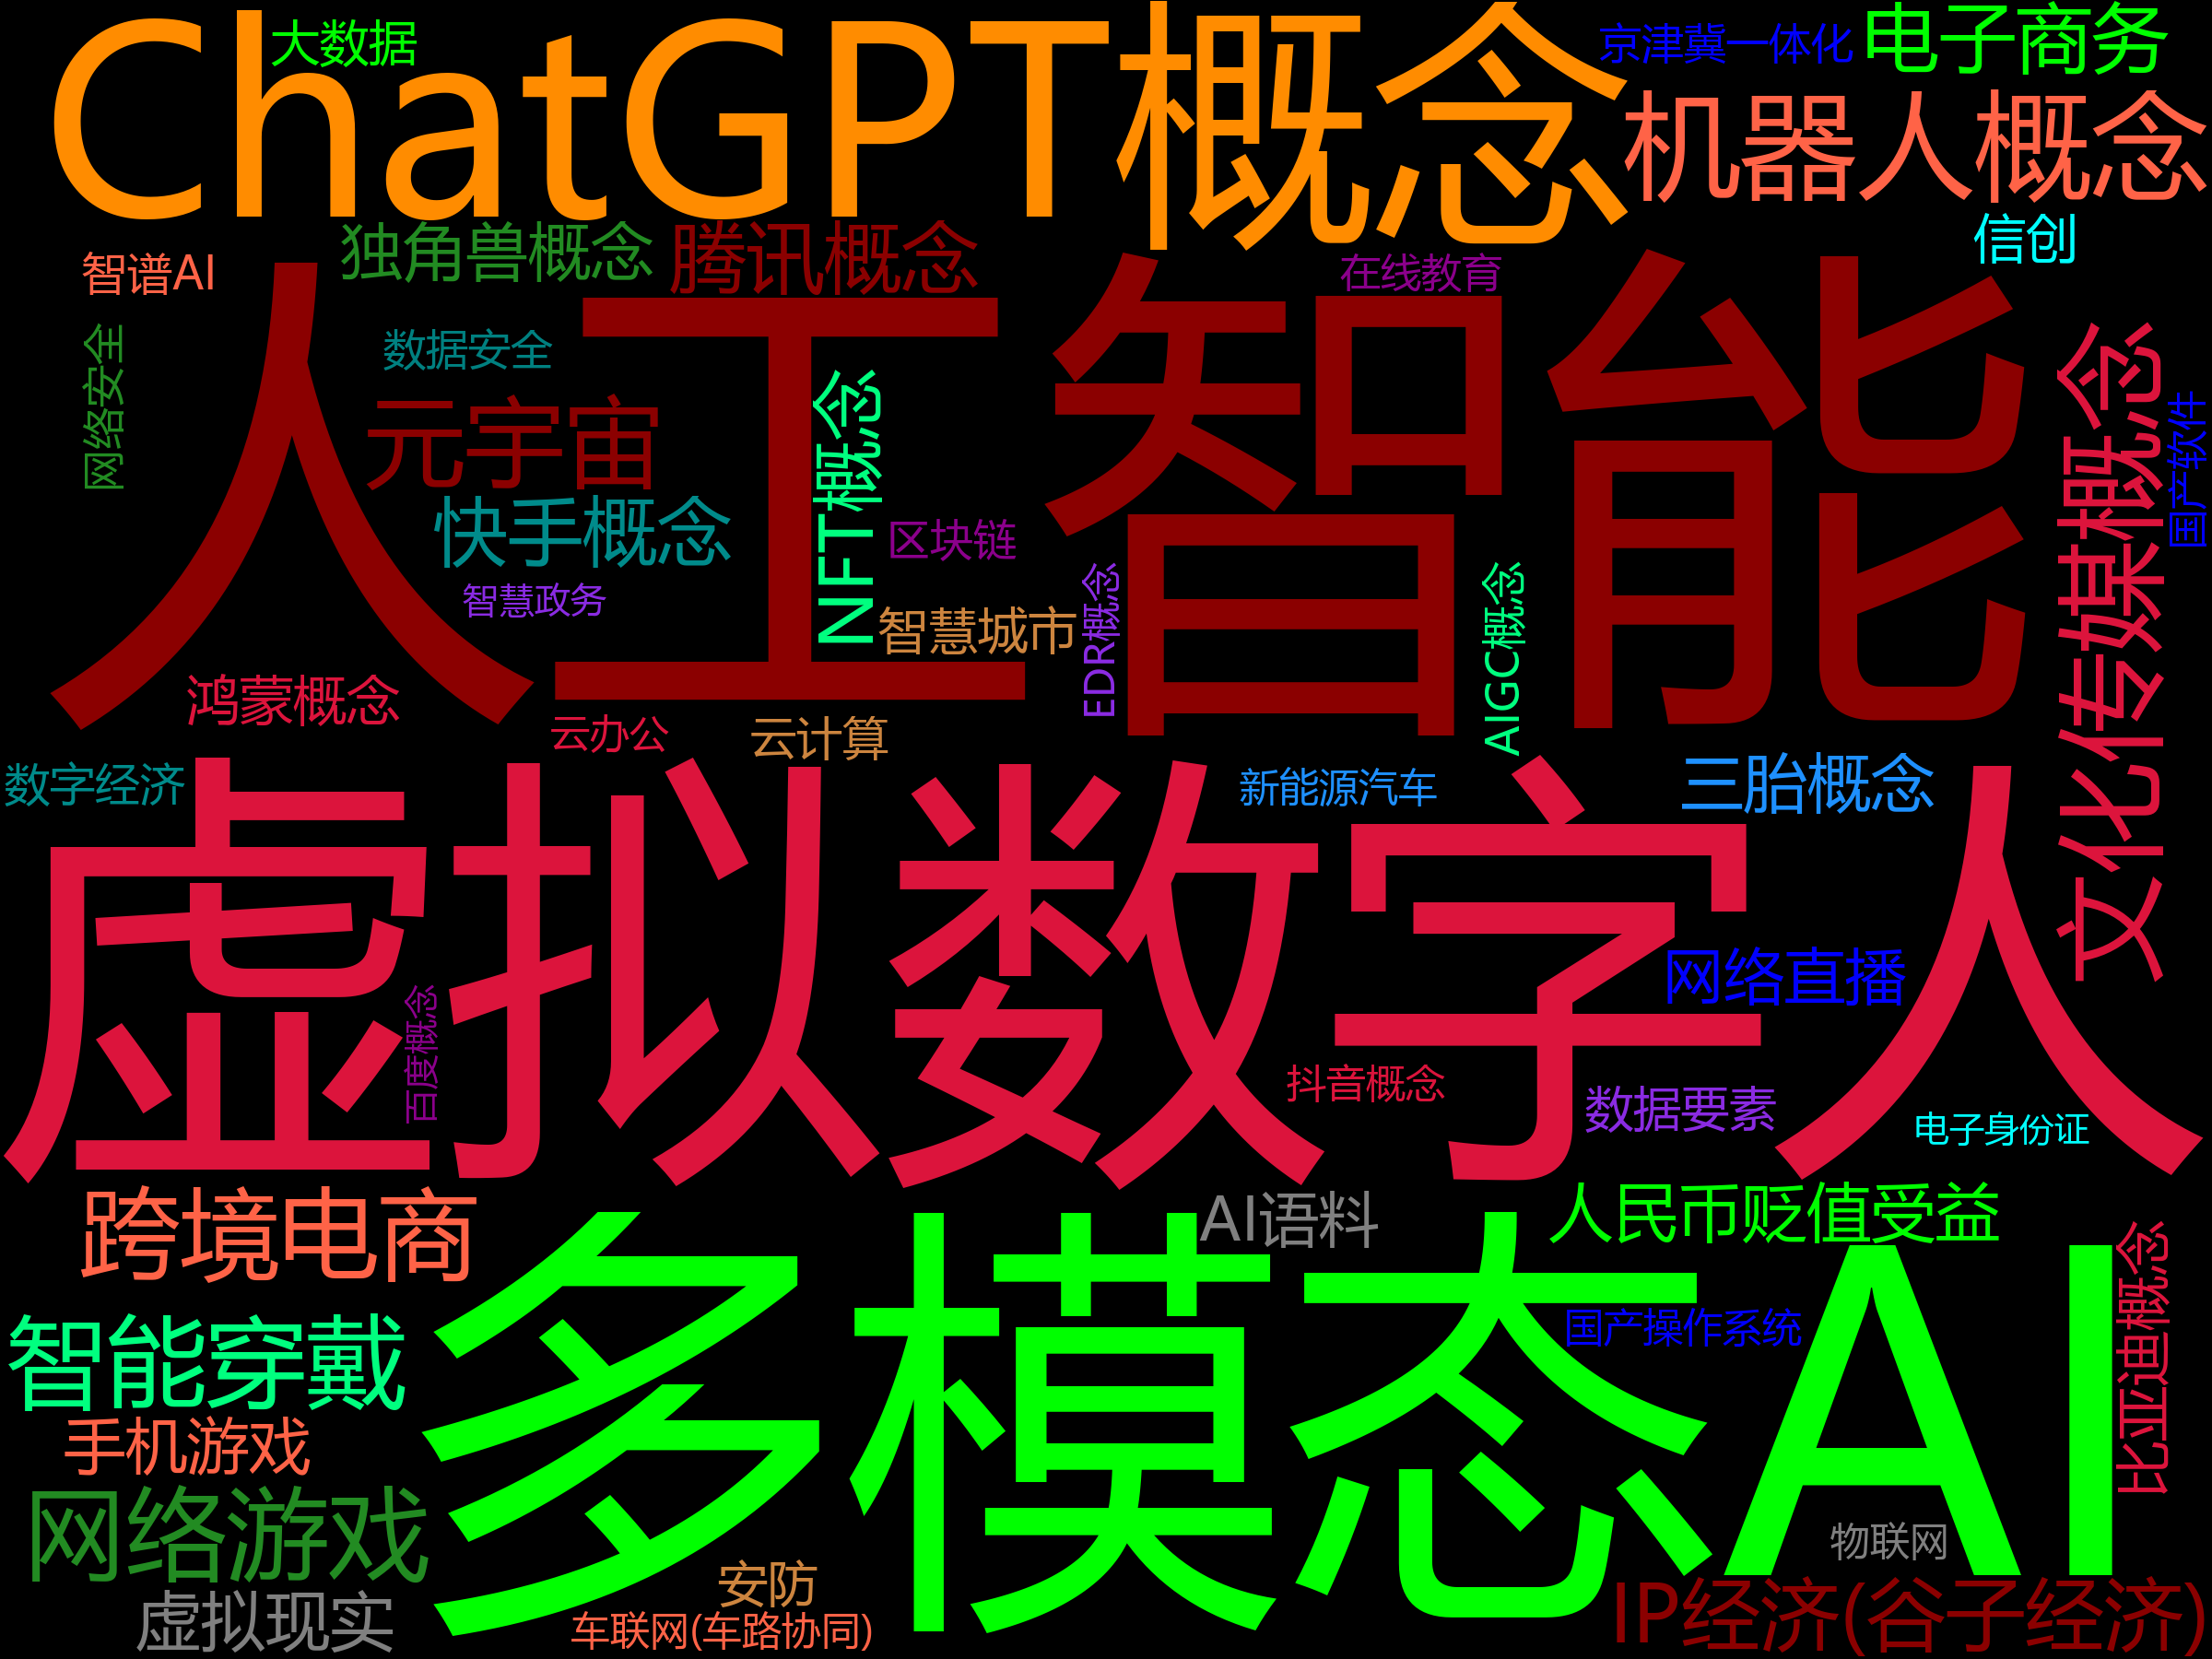 大数据
ChatGPT概念
京津冀一体化
电子商务
机器人概念
智谱AI
独角兽概念
腾讯概念
在线教育
信创
人工智能
网络安全
数据安全
元宇宙
快手概念
NFT概念
区块链
智慧政务
智慧城市
EDR概念
AIGC概念
文化传媒概念
国产软件
鸿蒙概念
云办公
云计算
数字经济
新能源汽车
三胎概念
虚拟数字人
百度概念
网络直播
抖音概念
数据要素
电子身份证
跨境电商
AI语料
人民币贬值受益
多模态AI
智能穿戴
国产操作系统
比亚迪概念
手机游戏
网络游戏
物联网
虚拟现实
安防
车联网(车路协同)
IP经济(谷子经济)